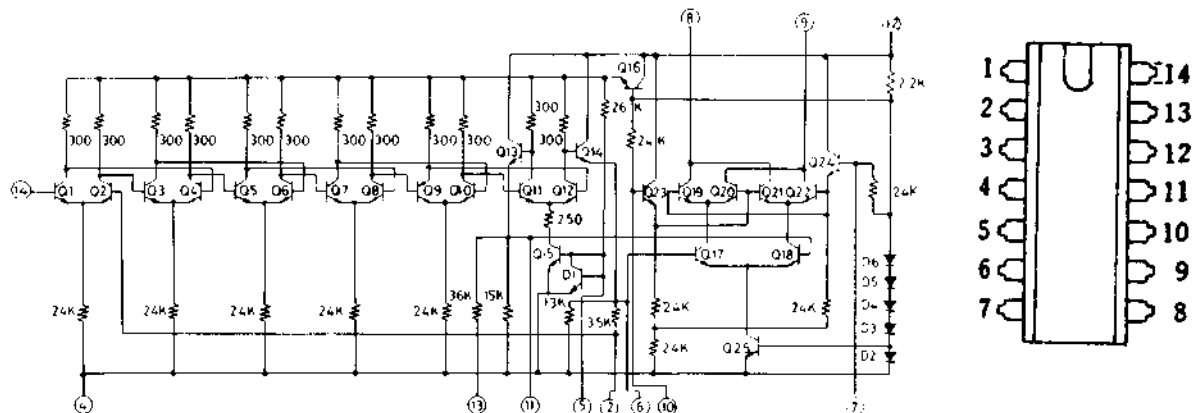 8 9 12
Q16
2.2K
26K
300 300 300 300 300 300 300 300 300 300 300 300
24K
Q13 Q14 Q24
14 Q1 Q2 Q3 Q4 Q5 Q6 Q7 Q8 Q9 Q10 Q11 Q12 Q23 Q19 Q20 Q21 Q22 24K
250
Q15 Q17 Q18
D1
D6
D5
D4
D3
D2
24K 24K 24K 24K 36K 15K 24K 13K 35K 24K 24K
24K Q25
4 13 11 5 2 6 10 7
1 14
2 13
3 12
4 11
5 10
6 9
7 8